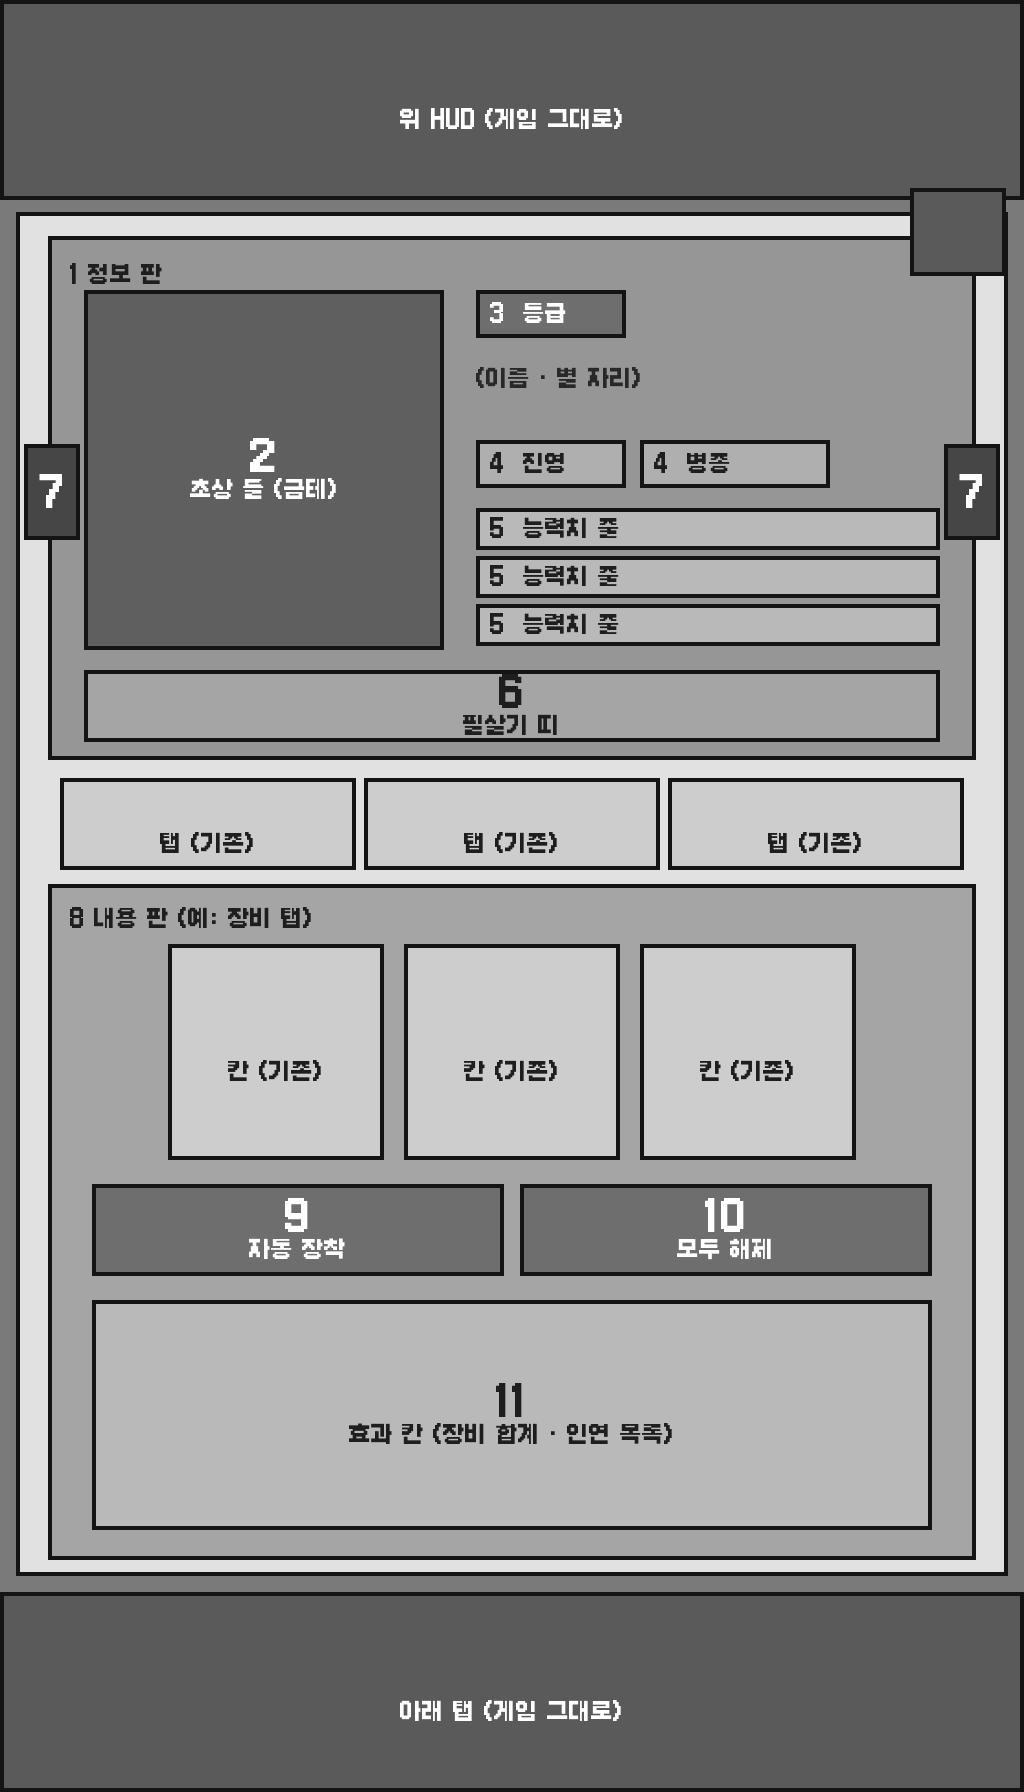 위 HUD (게임 그대로)
1 정보 판
3 등급
(이름 · 별 자리)
2
초상 틀 (금테)
4 진영
4 병종
7
7
5 능력치 줄
5 능력치 줄
5 능력치 줄
6
필살기 띠
탭 (기존)
탭 (기존)
탭 (기존)
8 내용 판 (예: 장비 탭)
칸 (기존)
칸 (기존)
칸 (기존)
9
자동 장착
10
모두 해제
11
효과 칸 (장비 합계 · 인연 목록)
아래 탭 (게임 그대로)